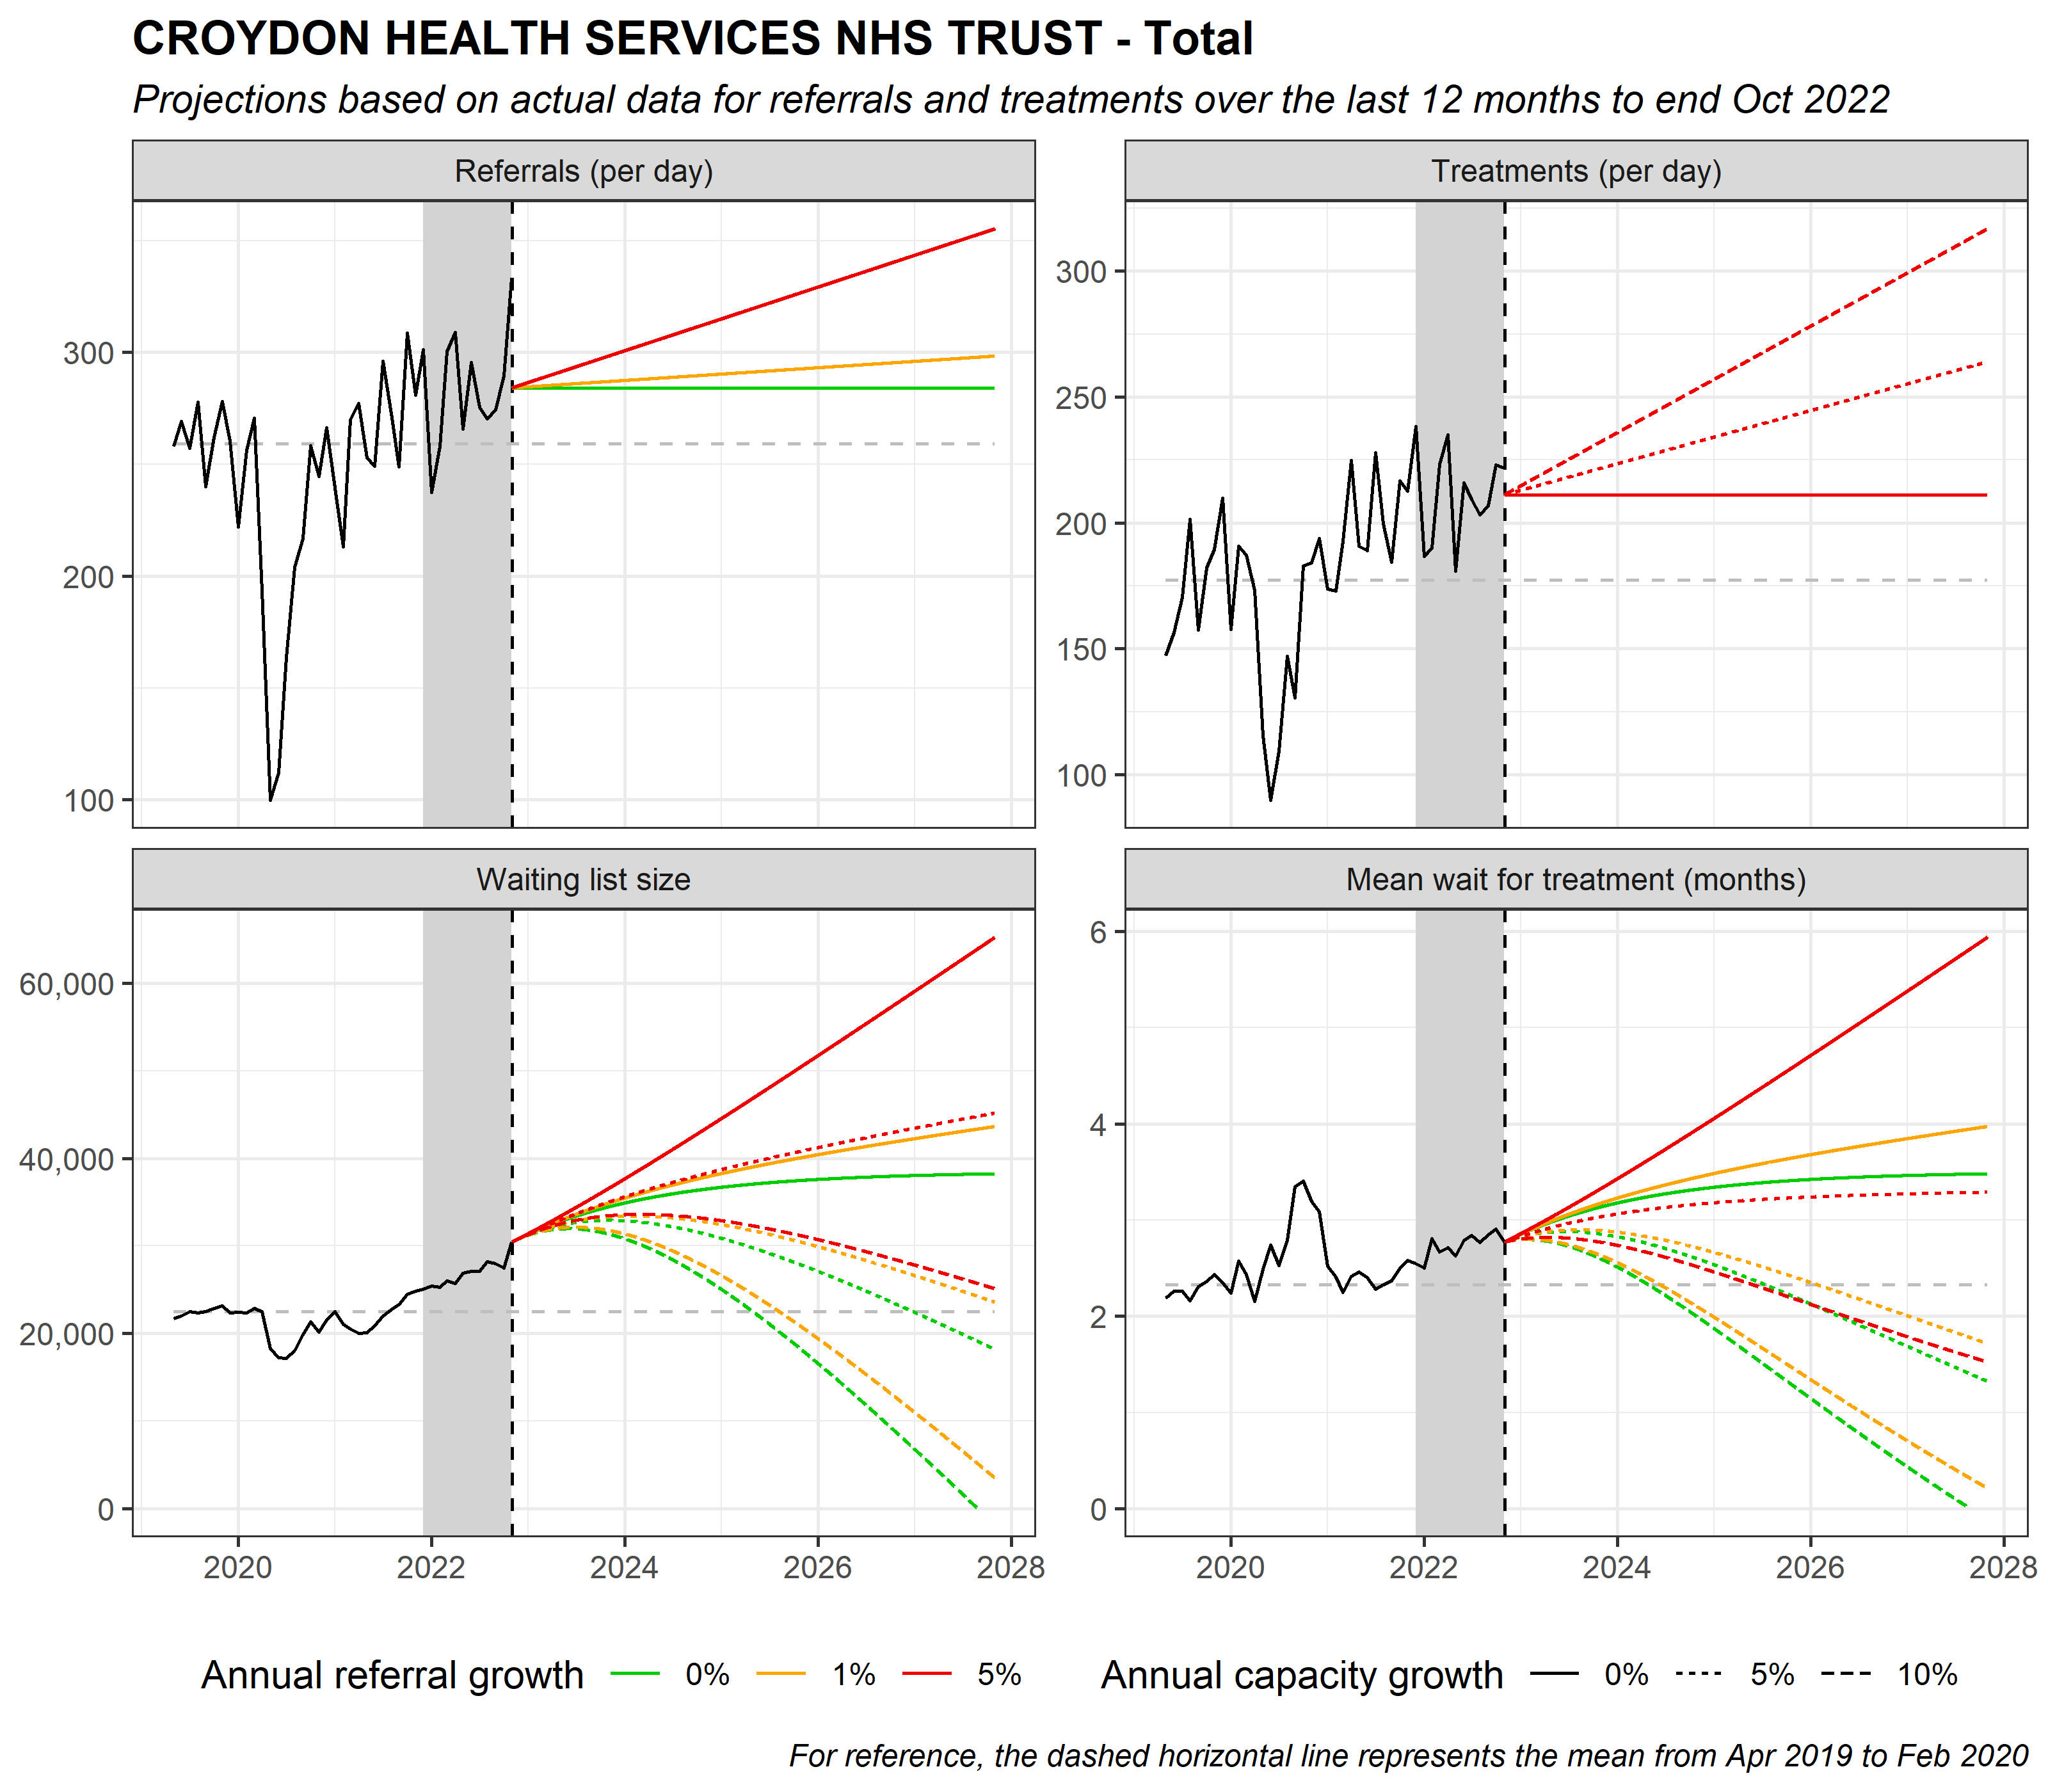 CROYDON HEALTH SERVICES NHS TRUST - Total
Projections based on actual data for referrals and treatments over the last 12 months to end Oct 2022
Referrals (per day)
300
200
100
Treatments (per day)
300
250
200
150
100
Waiting list size
60,000
40,000
20,000
0
2020 2022 2024 2026 2028
Mean wait for treatment (months)
6
4
2
0
2020 2022 2024 2026 2028
Annual referral growth 0% 1% 5%
Annual capacity growth 0% 5% 10%
For reference, the dashed horizontal line represents the mean from Apr 2019 to Feb 2020